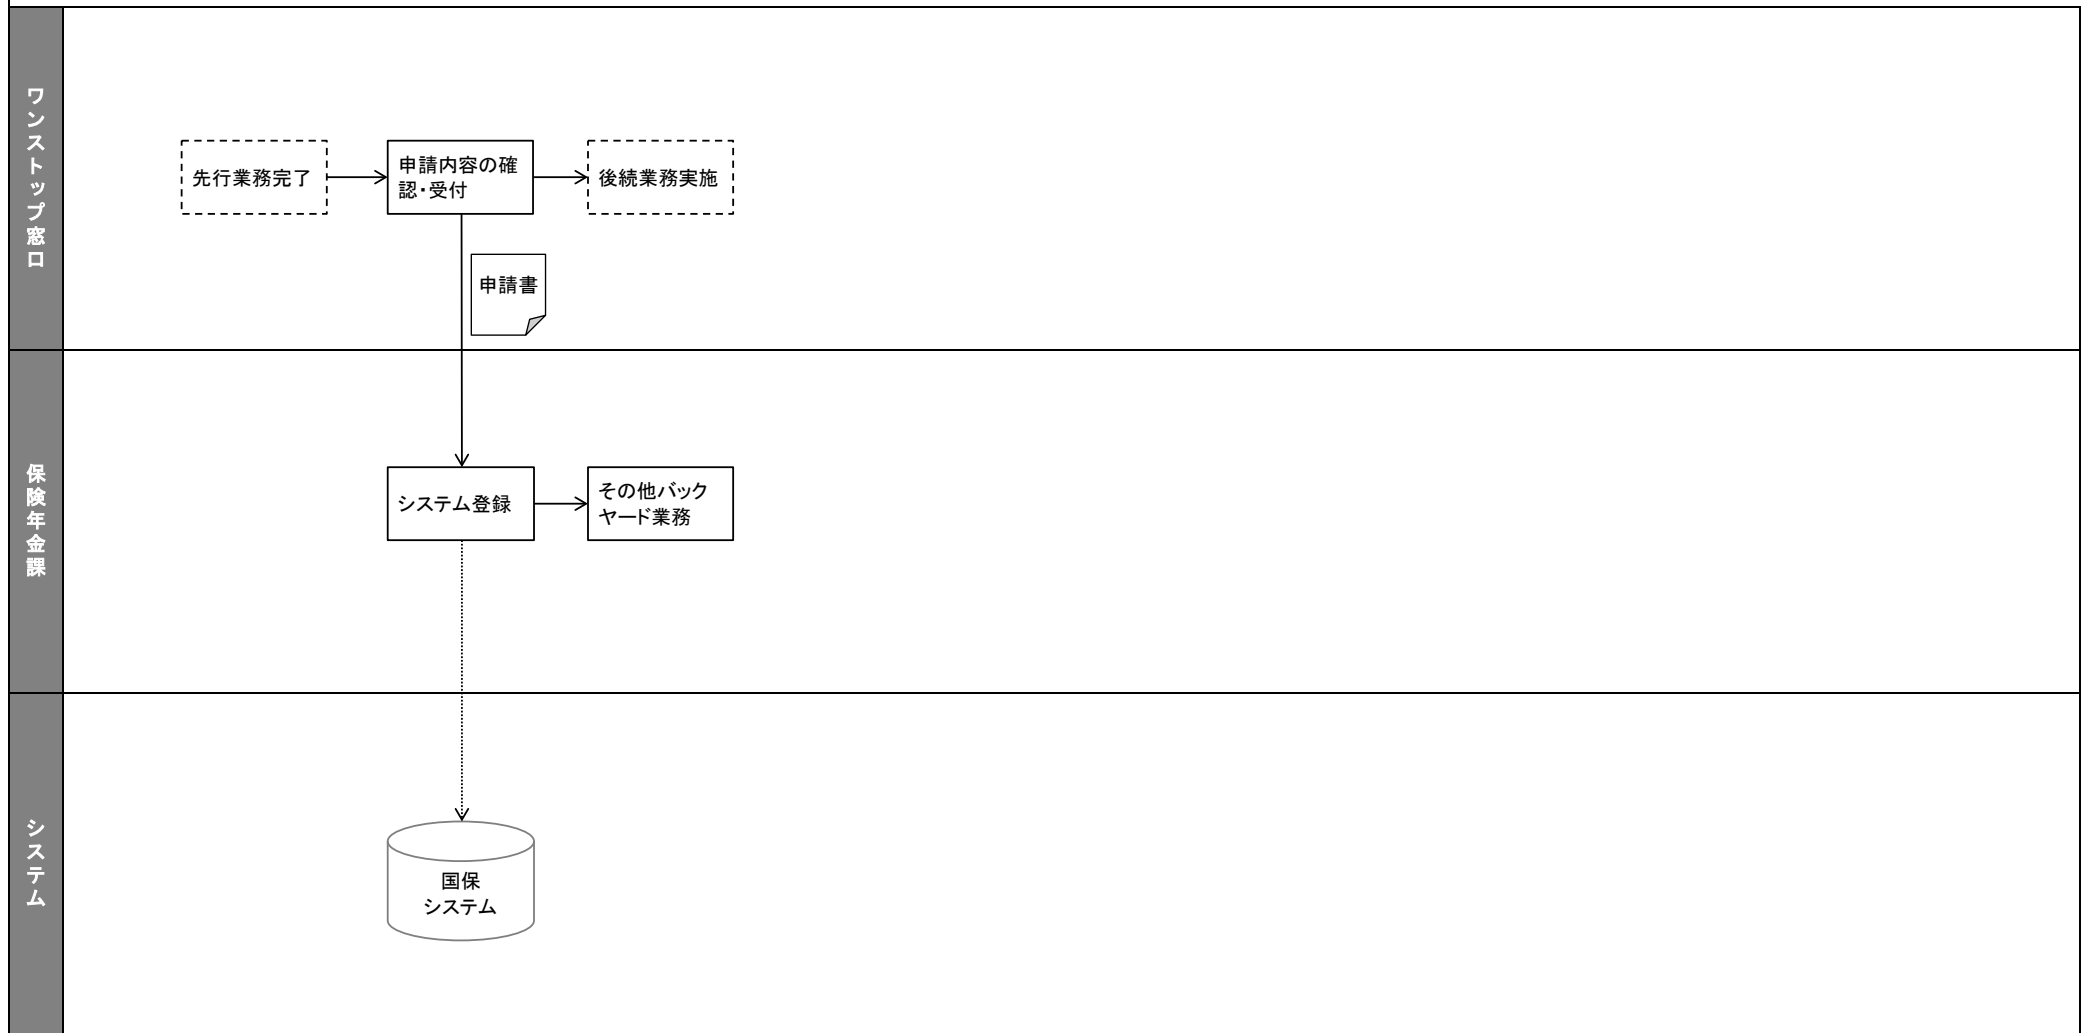 ワンストップ窓口
先行業務完了
申請内容の確
認・受付
後続業務実施
申請書
保険年金課
システム登録
その他バック
ヤード業務
システム
国保
システム